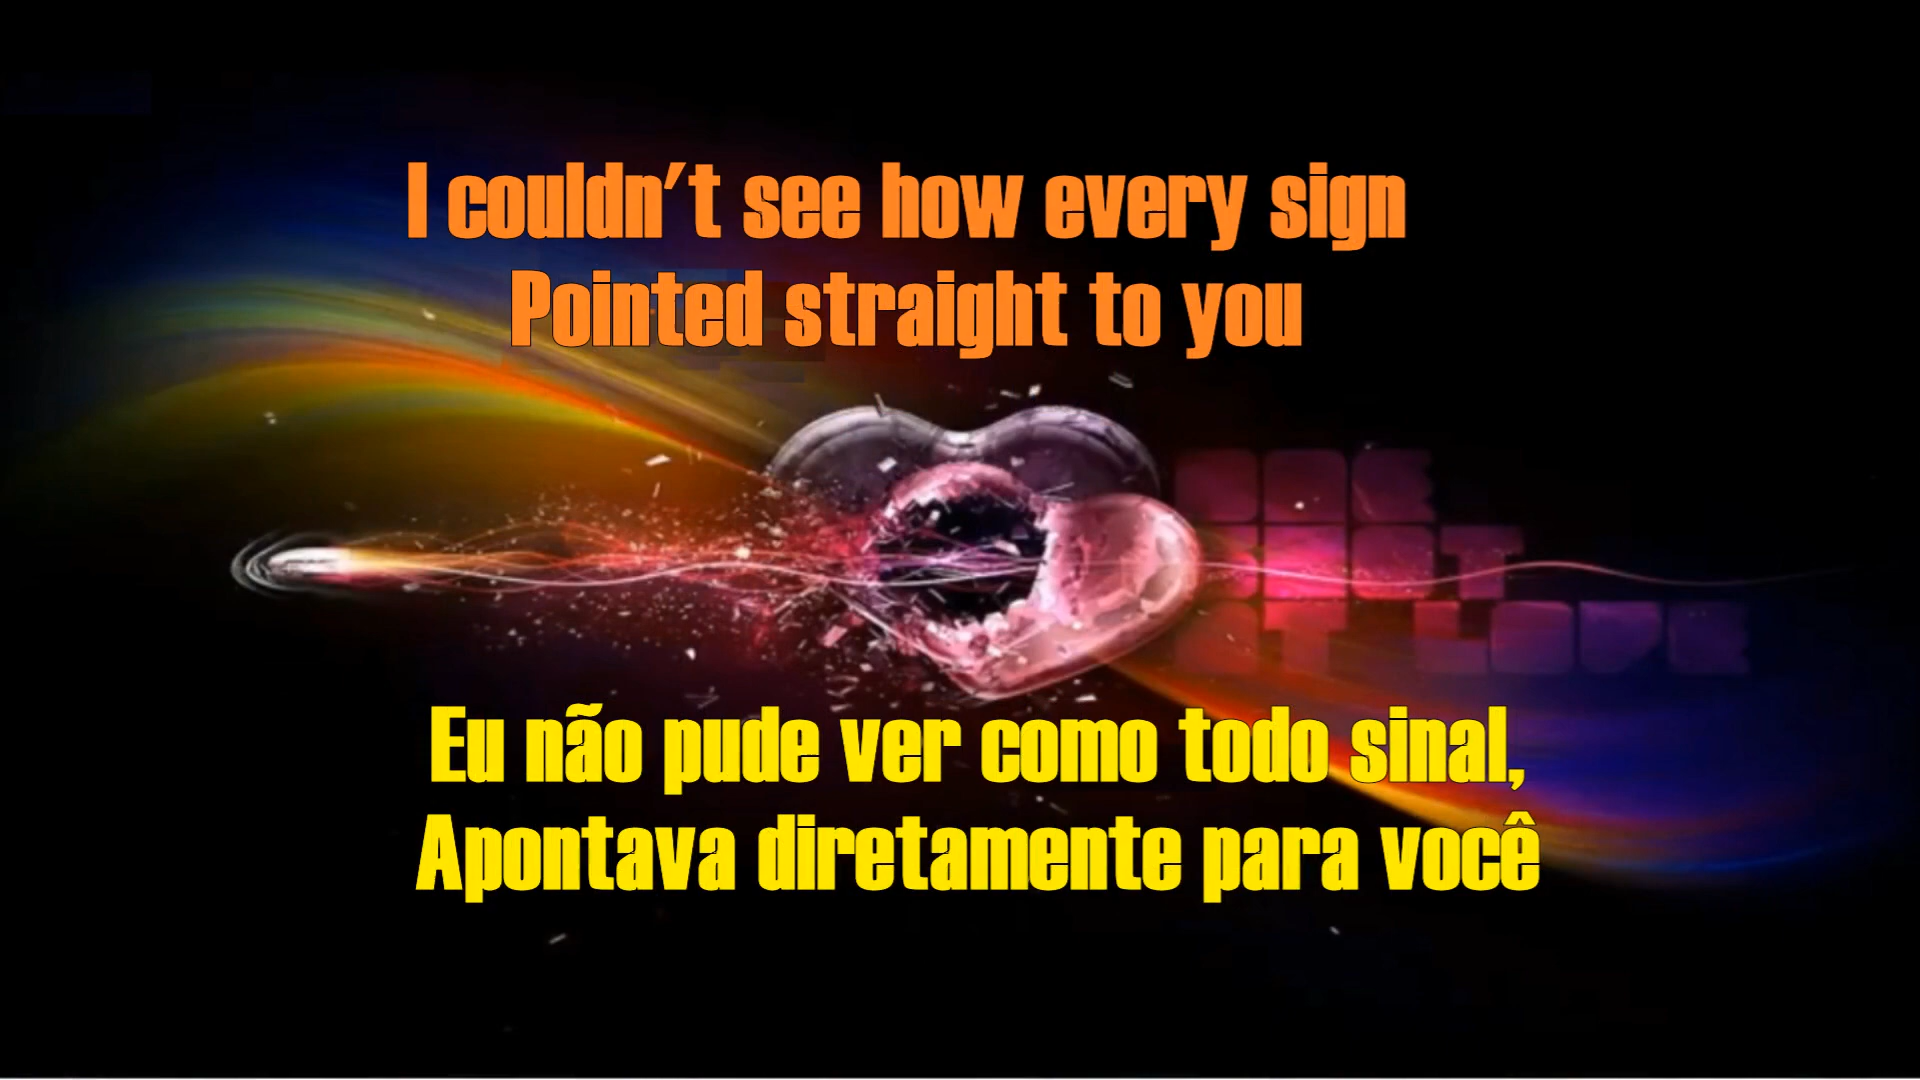 I couldn't see how every sign
Pointed straight to you
Eu não pude ver como todo sinal,
Apontava diretamente para você